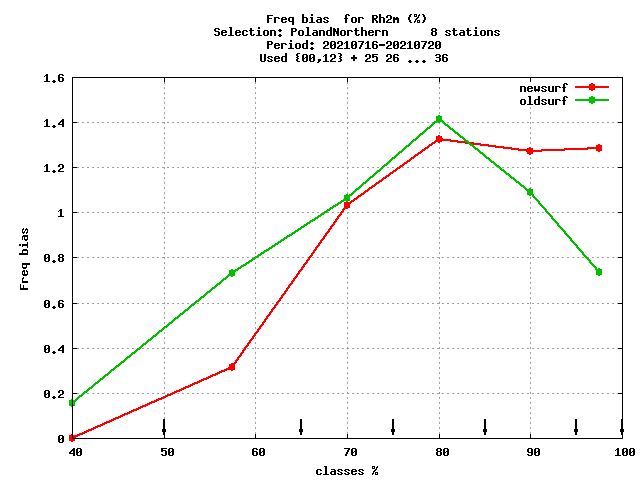 Freq bias  for Rh2m (%)
Selection: PolandNorthern      8 stations
Period: 20210716-20210720
Used {00,12} + 25 26 ... 36
newsurf
oldsurf
1.6
1.4
1.2
1
0.8
0.6
0.4
0.2
0
Freq bias
40 50 60 70 80 90 100
classes %